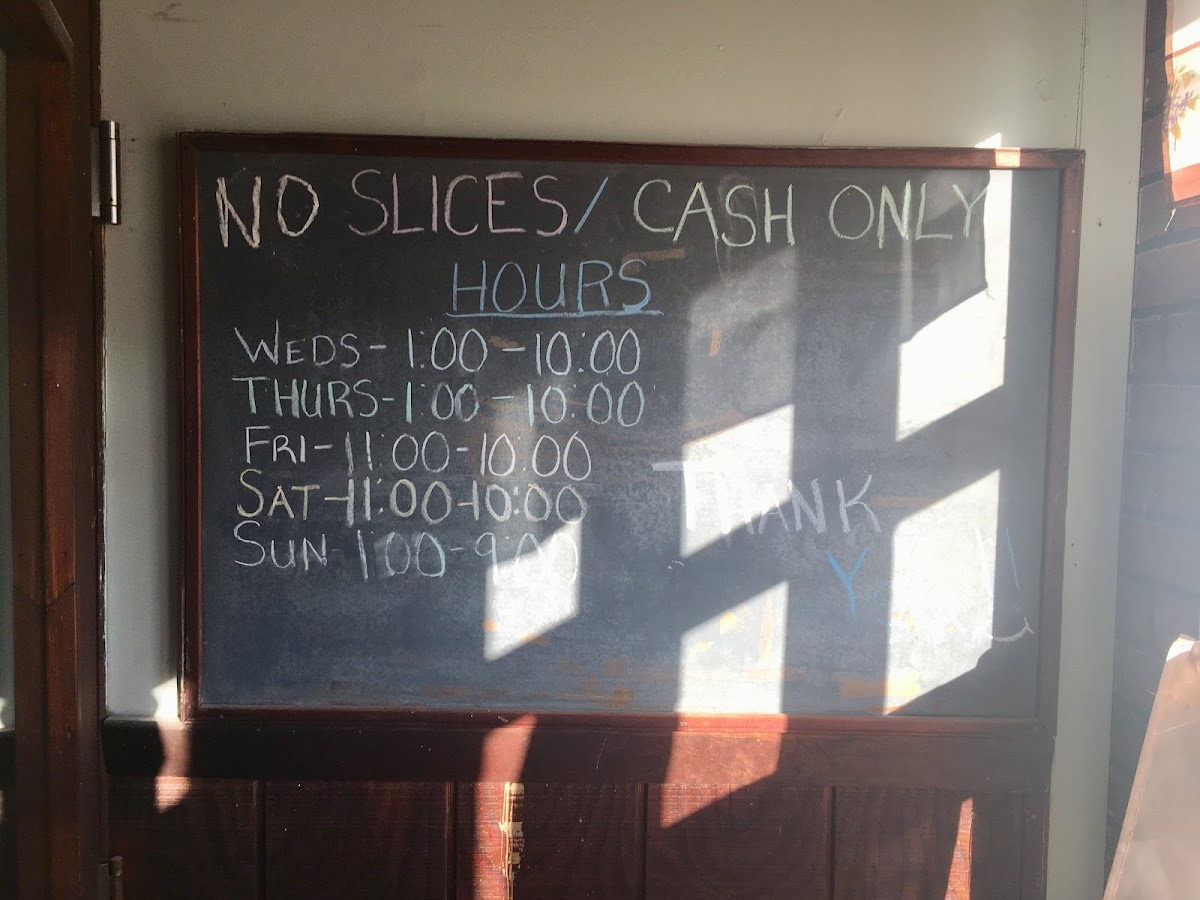 NO SLICES/ CASH ONLY
HOURS
WEDS - 1:00 - 10:00
THURS - 1:00 - 10:00
FRI - 11:00 - 10:00
SAT - 11:00 - 10:00
SUN - 1:00 - 9:00
THANK